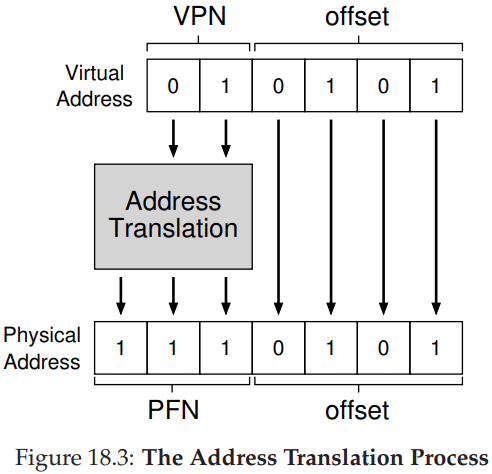 VPN offset
Virtual
Address
0 1 0 1 0 1
Address
Translation
Physical
Address
1 1 1 0 1 0 1
PFN offset
Figure 18.3: The Address Translation Process